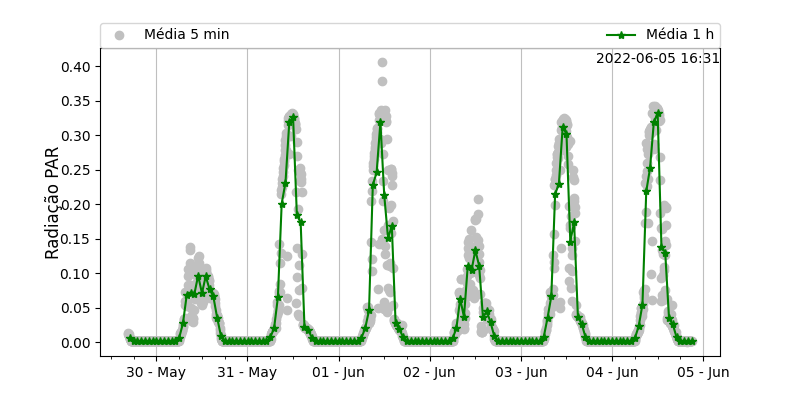 Média 5 min
Média 1 h
2022-06-05 16:31
Radiação PAR
0.40
0.35
0.30
0.25
0.20
0.15
0.10
0.05
0.00
30 - May
31 - May
01 - Jun
02 - Jun
03 - Jun
04 - Jun
05 - Jun